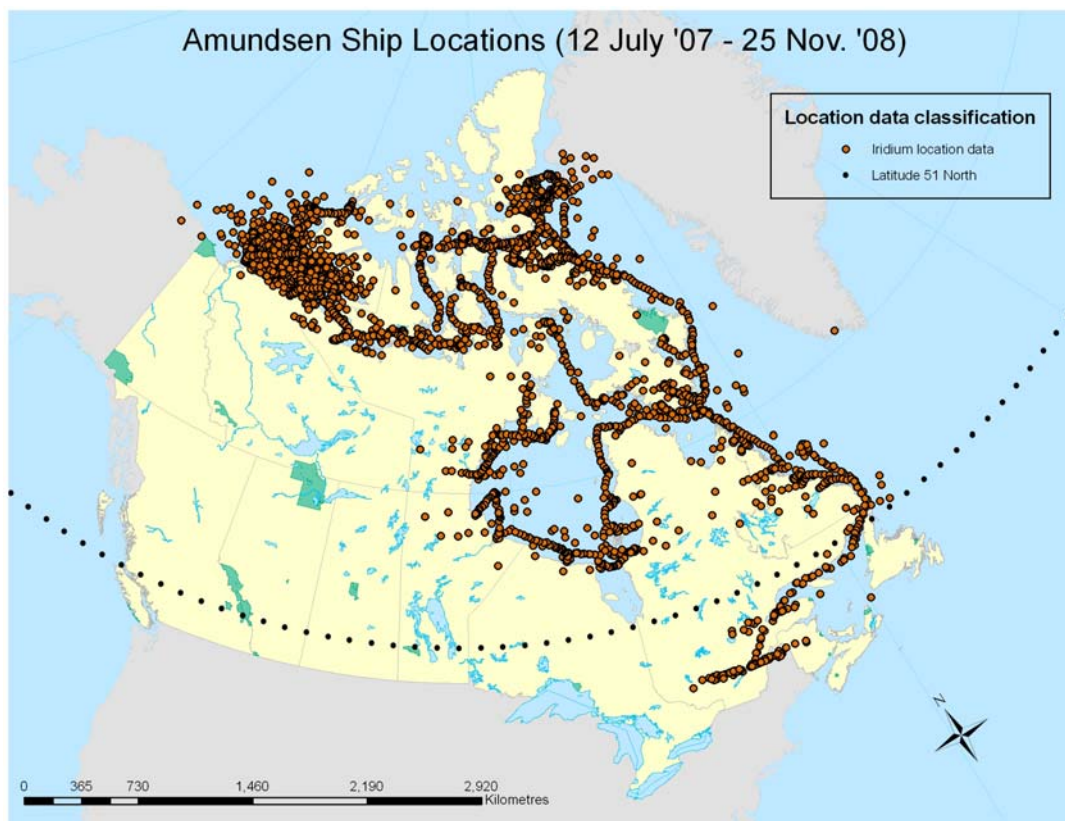 Amundsen Ship Locations (12 July '07 - 25 Nov. '08)
Location data classification
Iridium location data
Latitude 51 North
N
0 365 730 1,460 2,190 2,920
Kilometres